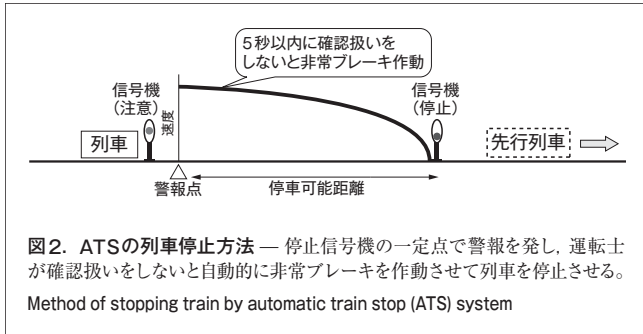 5秒以内に確認扱いを
しないと非常ブレーキ作動
信号機
(注意)
速度
信号機
(停止)
列車
先行列車
警報点
停車可能距離
図2. ATSの列車停止方法 — 停止信号機の一定点で警報を発し,運転士
が確認扱いをしないと自動的に非常ブレーキを作動させて列車を停止させる。
Method of stopping train by automatic train stop (ATS) system